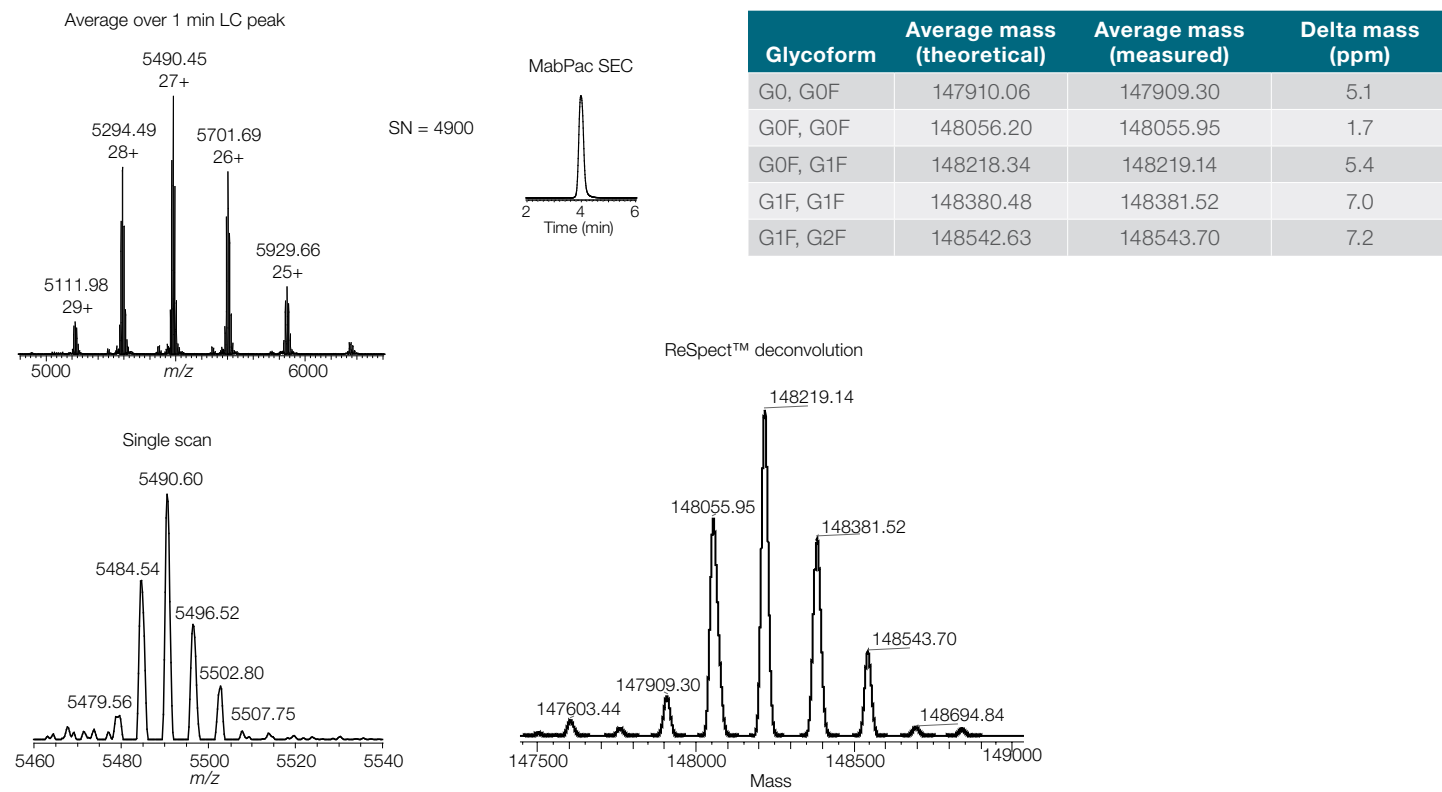 Average over 1 min LC peak
5490.45
27+
5294.49
28+
5701.69
26+
5929.66
25+
5111.98
29+
5000
m/z
6000
SN = 4900
MabPac SEC
2
4
6
Time (min)
Glycoform Average mass (theoretical) Average mass (measured) Delta mass (ppm)
G0, G0F 147910.06 147909.30 5.1
G0F, G0F 148056.20 148055.95 1.7
G0F, G1F 148218.34 148219.14 5.4
G1F, G1F 148380.48 148381.52 7.0
G1F, G2F 148542.63 148543.70 7.2
Single scan
5490.60
5484.54
5496.52
5502.80
5479.56
5507.75
5460 5480 5500 5520 5540
m/z
ReSpect™ deconvolution
148219.14
148055.95
148381.52
148543.70
147909.30
147603.44
148694.84
147500 148000 148500 149000
Mass